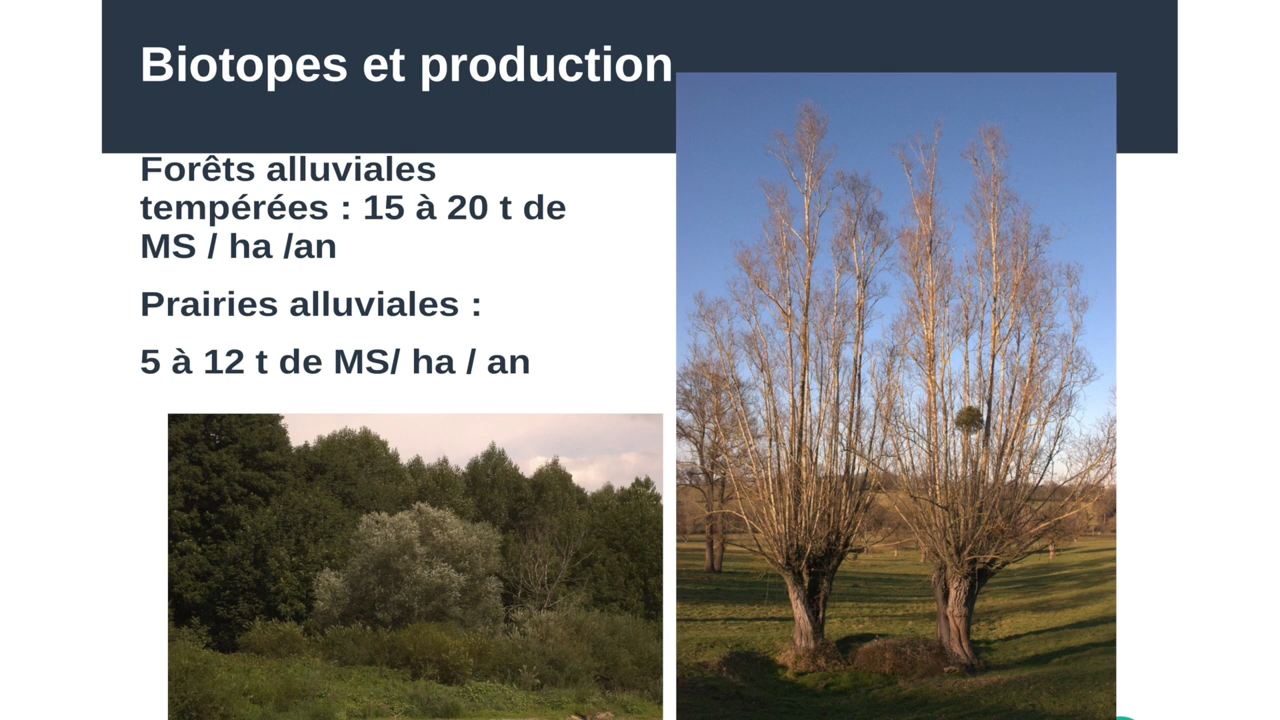 Biotopes et production
Forêts alluviales
tempérées : 15 à 20 t de
MS / ha /an
Prairies alluviales :
5 à 12 t de MS/ ha / an